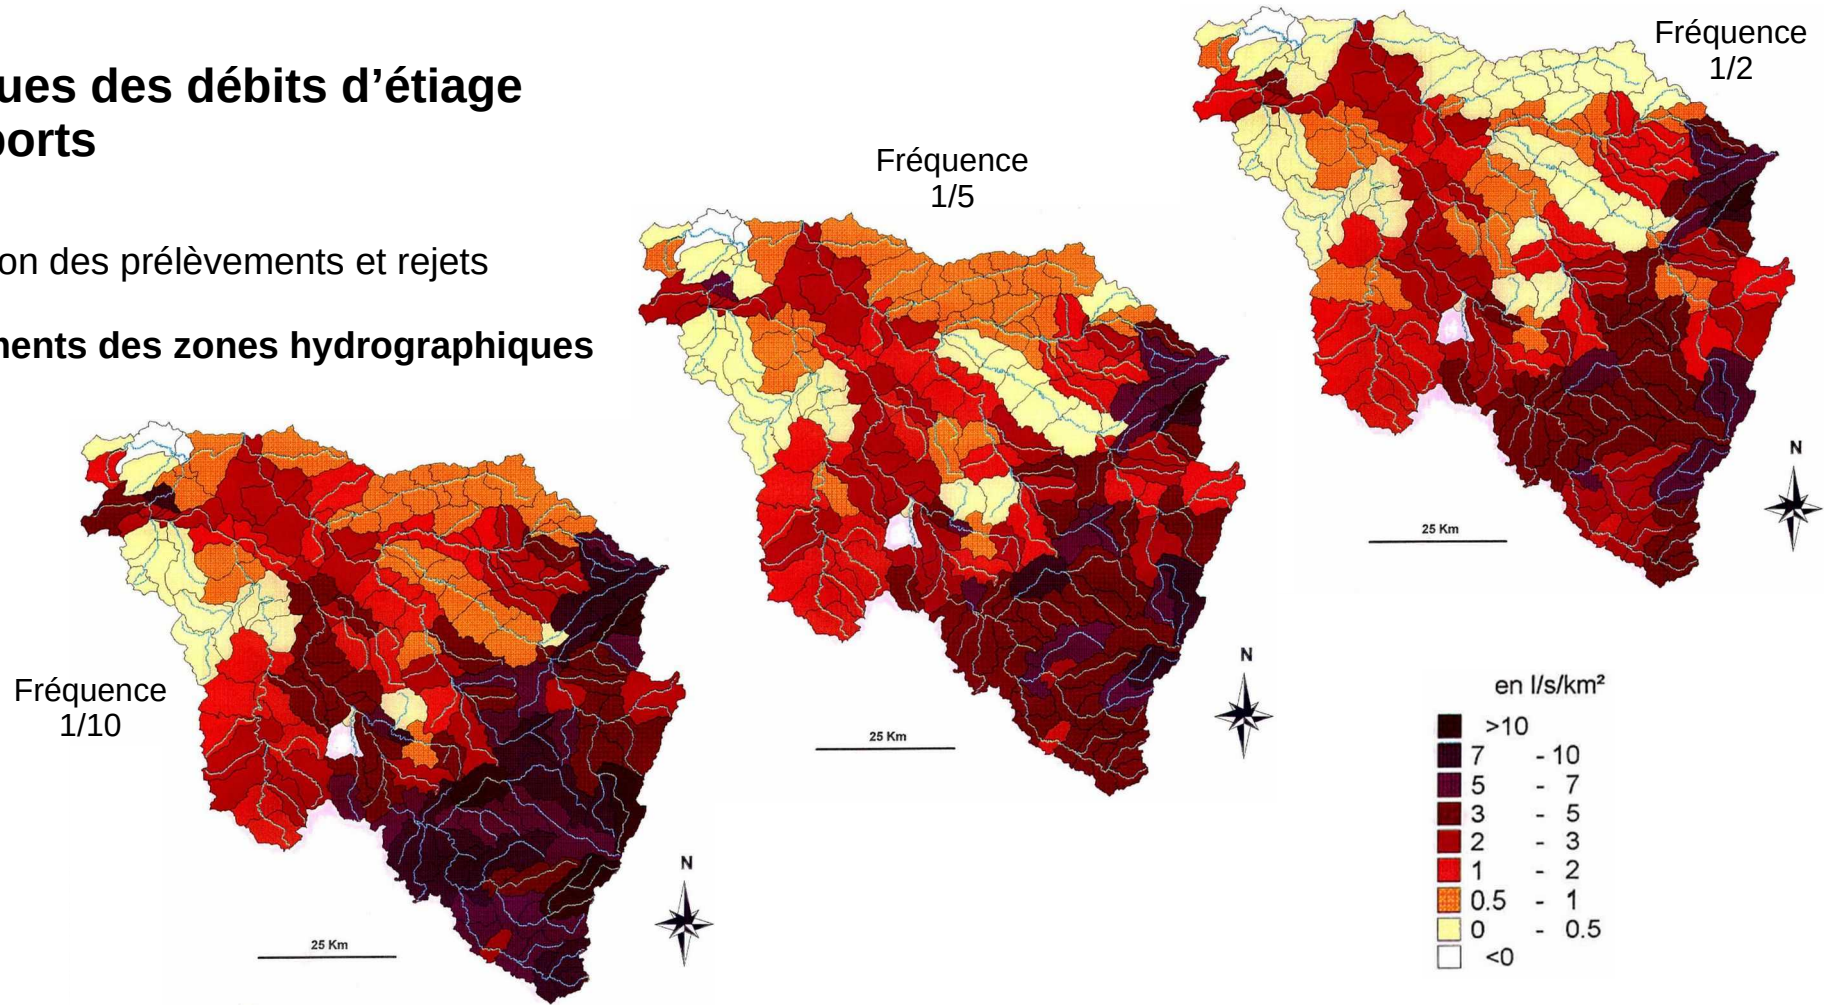 ues des débits d’étiage
ports
on des prélèvements et rejets
ments des zones hydrographiques
Fréquence
1/10
25 Km
N
Fréquence
1/5
25 Km
N
Fréquence
1/2
25 Km
N
en l/s/km²
>10
7 - 10
5 - 7
3 - 5
2 - 3
1 - 2
0.5 - 1
0 - 0.5
<0